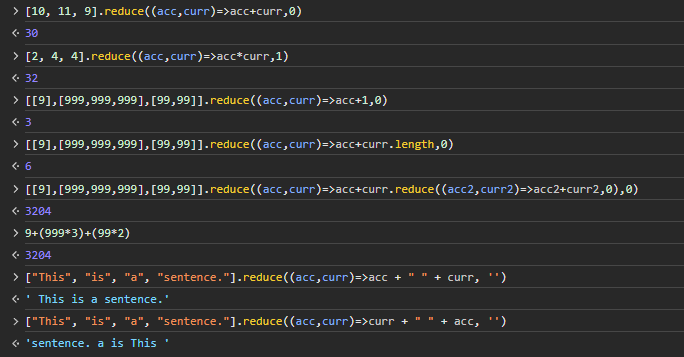 > [10, 11, 9].reduce((acc,curr)=>acc+curr,0)
30
> [2, 4, 4].reduce((acc,curr)=>acc*curr,1)
32
> [[9],[999,999,999],[99,99]].reduce((acc,curr)=>acc+1,0)
3
> [[9],[999,999,999],[99,99]].reduce((acc,curr)=>acc+curr.length,0)
6
> [[9],[999,999,999],[99,99]].reduce((acc,curr)=>acc+curr.reduce((acc2,curr2)=>acc2+curr2,0),0)
3204
> 9+(999*3)+(99*2)
3204
> ["This", "is", "a", "sentence."].reduce((acc,curr)=>acc + " " + curr, '')
' This is a sentence.'
> ["This", "is", "a", "sentence."].reduce((acc,curr)=>curr + " " + acc, '')
'sentence. a is This '